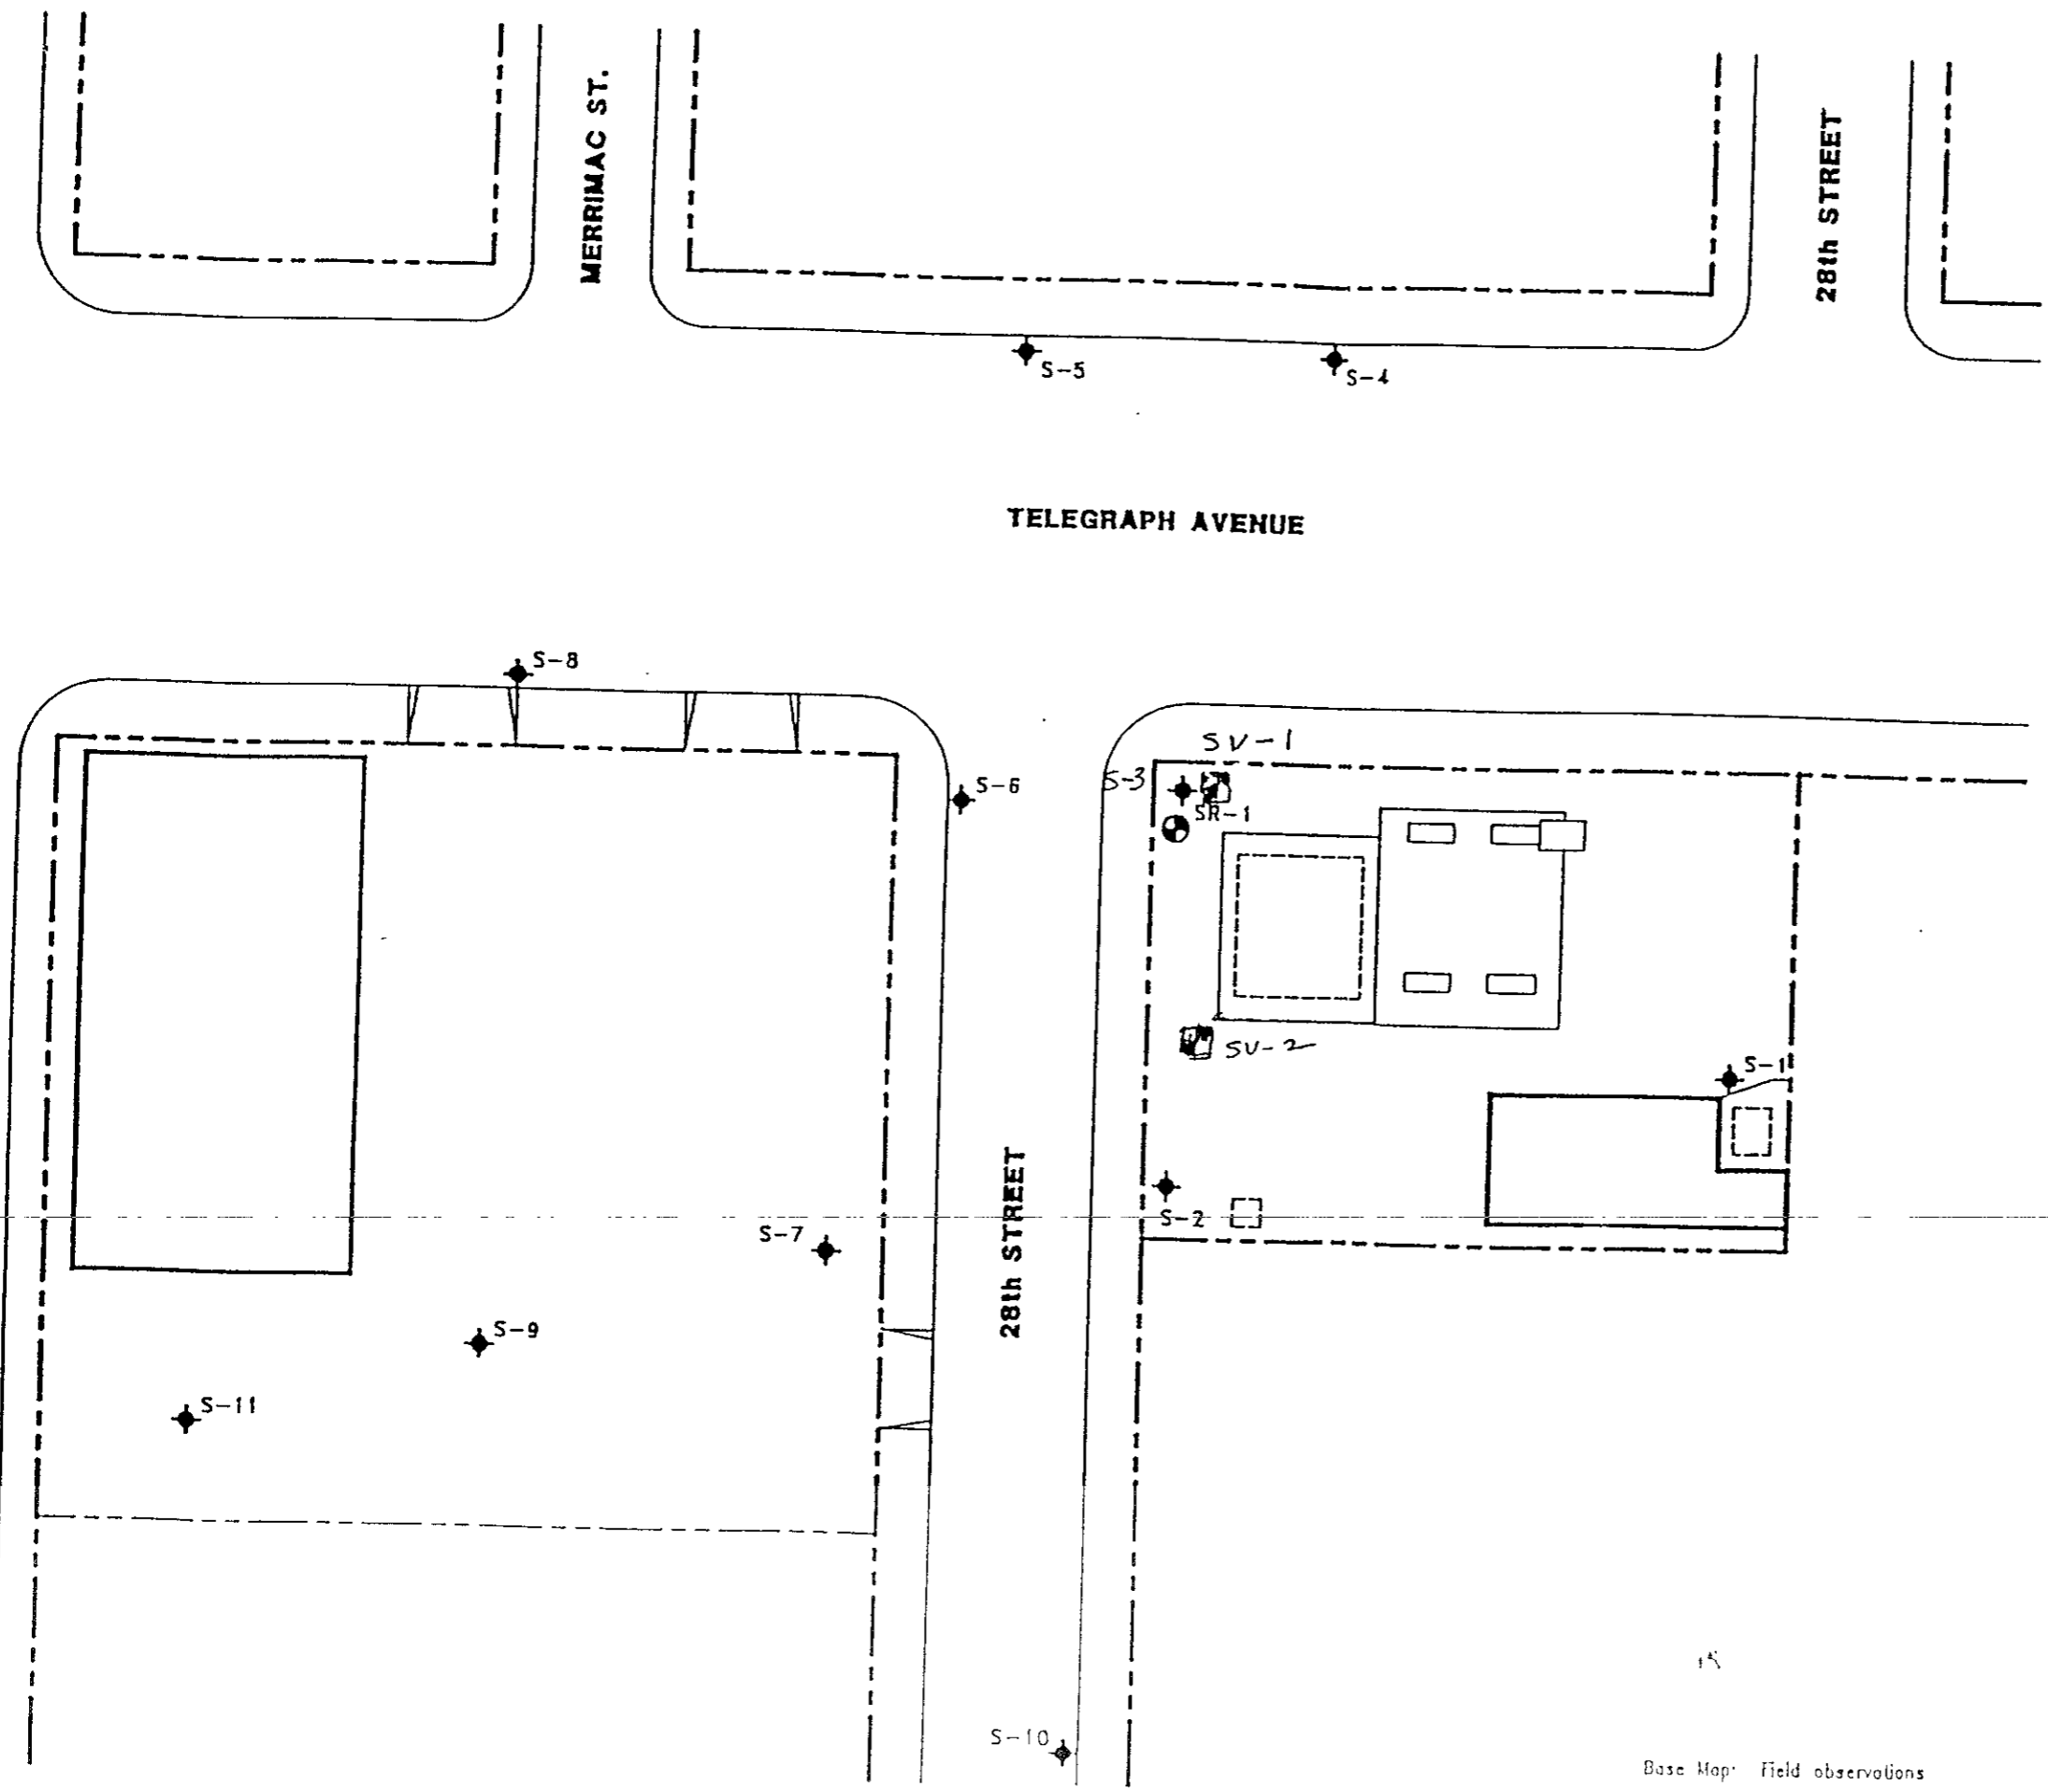 MERRIMAC ST.
28th STREET
S-5
S-4
TELEGRAPH AVENUE
S-8
SV-1
S-3
S-6
SR-1
SV-2
S-1
S-2
28th STREET
S-7
S-9
S-11
S-10
Base Map: Field observations